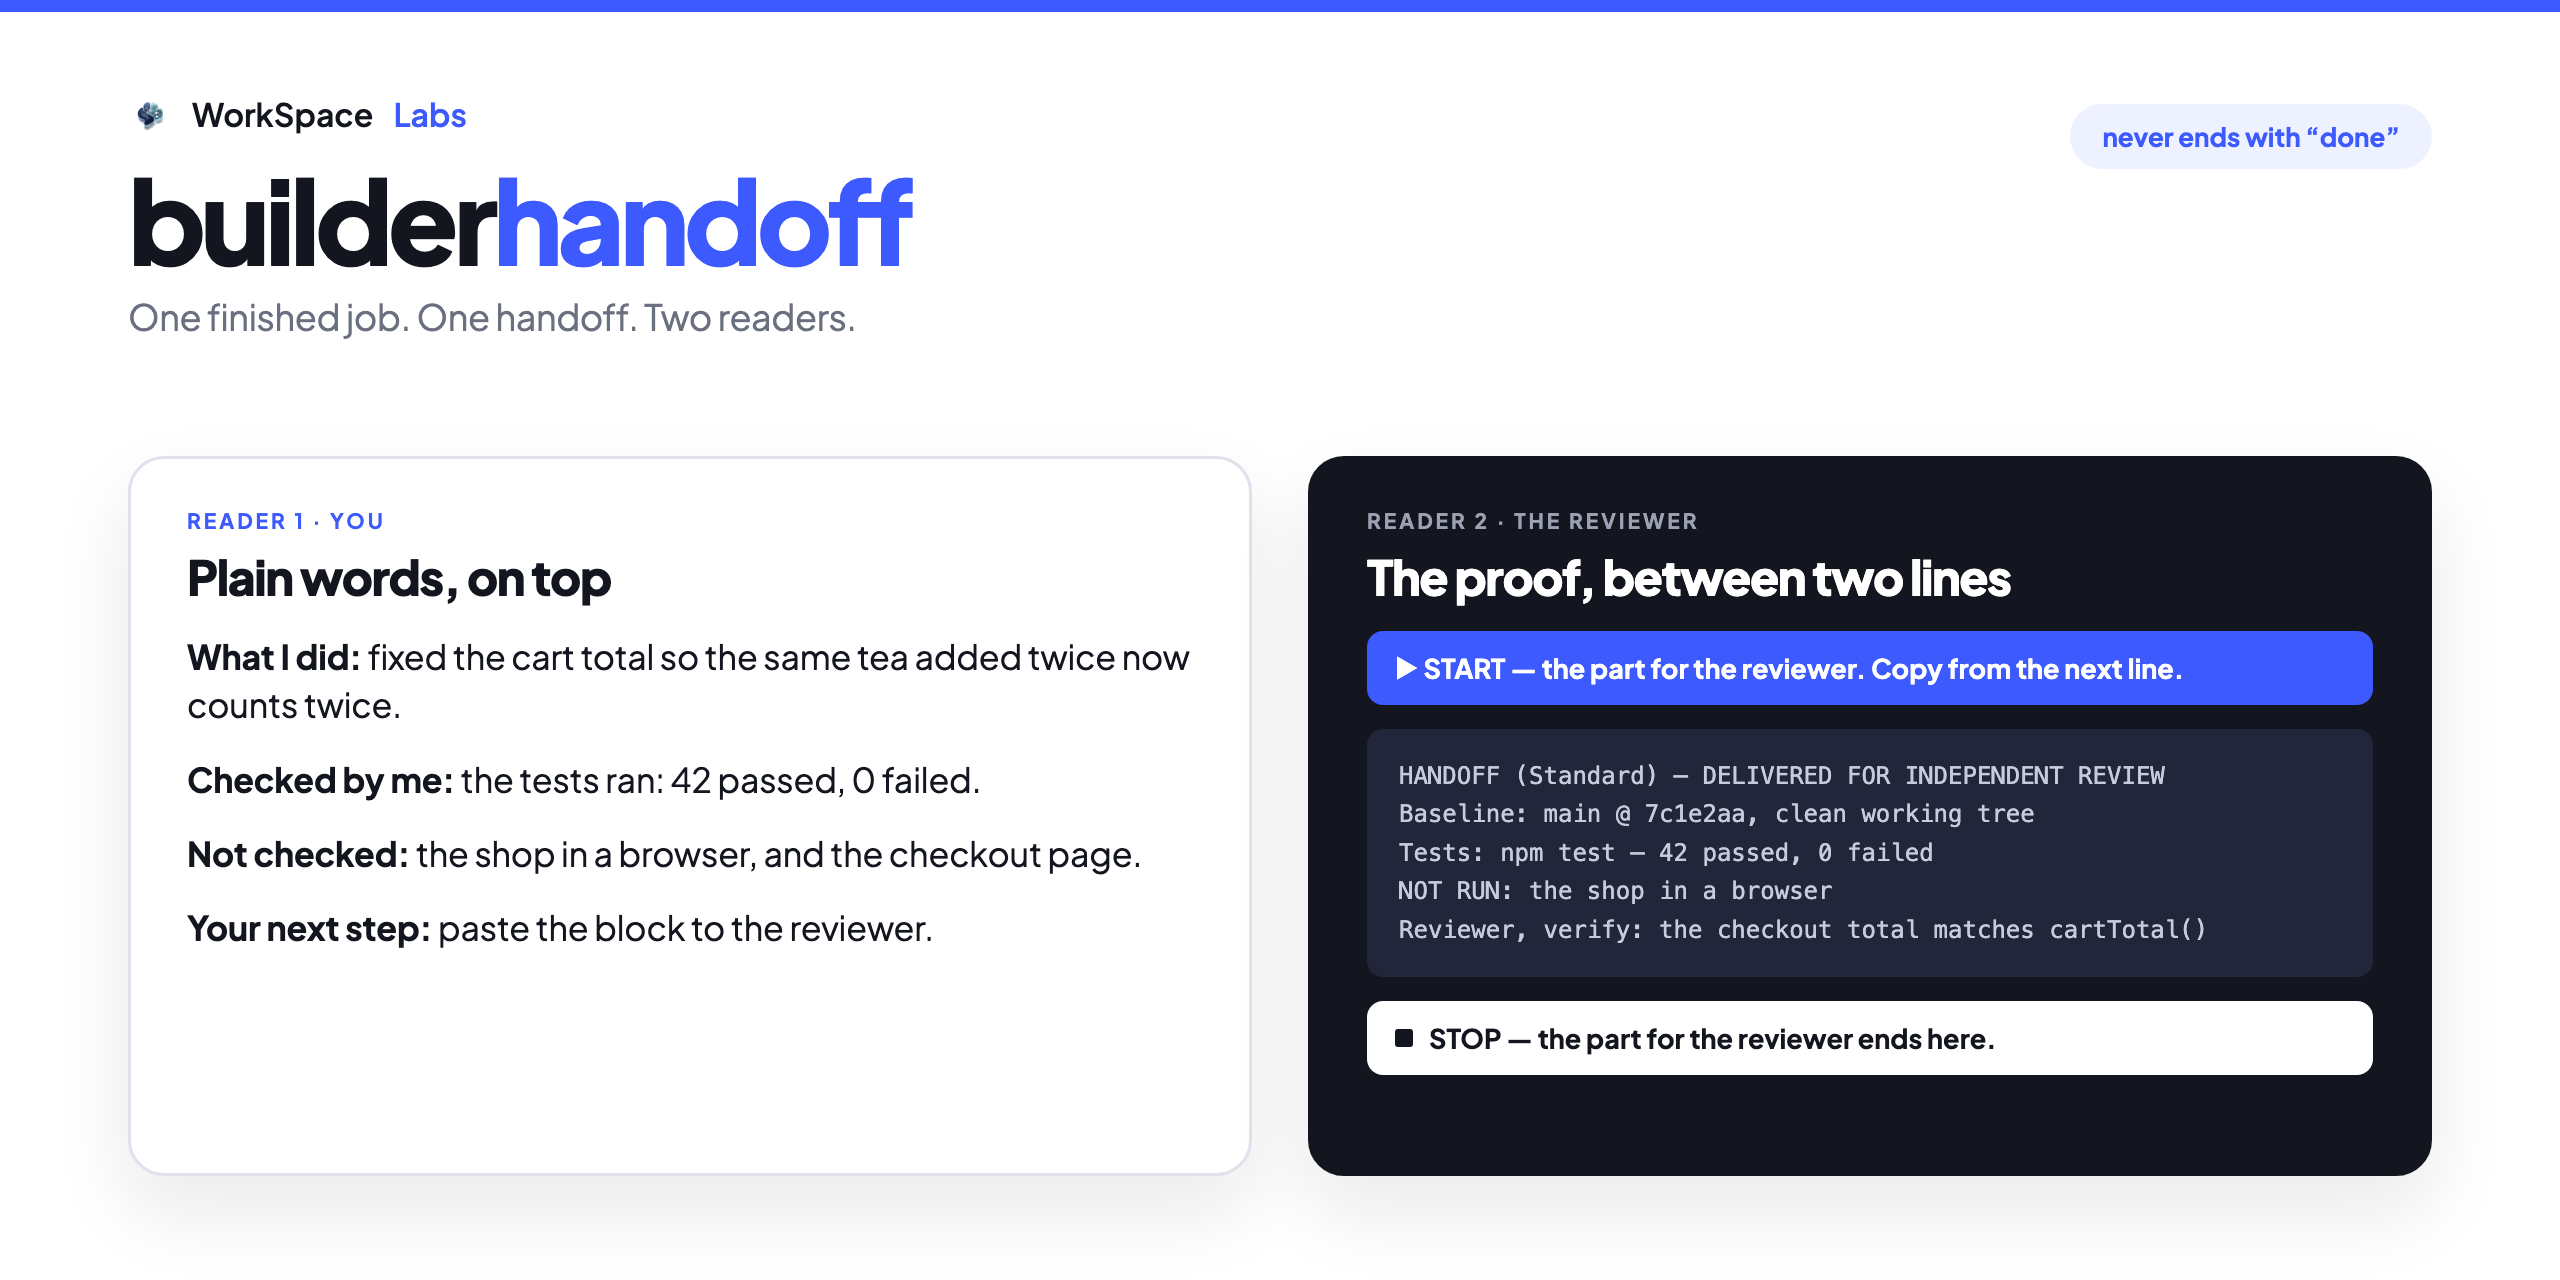 WorkSpace Labs
never ends with “done”
builderhandoff
One finished job. One handoff. Two readers.
READER 1 · YOU
Plain words, on top
What I did: fixed the cart total so the same tea added twice now
counts twice.
Checked by me: the tests ran: 42 passed, 0 failed.
Not checked: the shop in a browser, and the checkout page.
Your next step: paste the block to the reviewer.
READER 2 · THE REVIEWER
The proof, between two lines
▶ START — the part for the reviewer. Copy from the next line.
HANDOFF (Standard) — DELIVERED FOR INDEPENDENT REVIEW
Baseline: main @ 7c1e2aa, clean working tree
Tests: npm test — 42 passed, 0 failed
NOT RUN: the shop in a browser
Reviewer, verify: the checkout total matches cartTotal()
■ STOP — the part for the reviewer ends here.